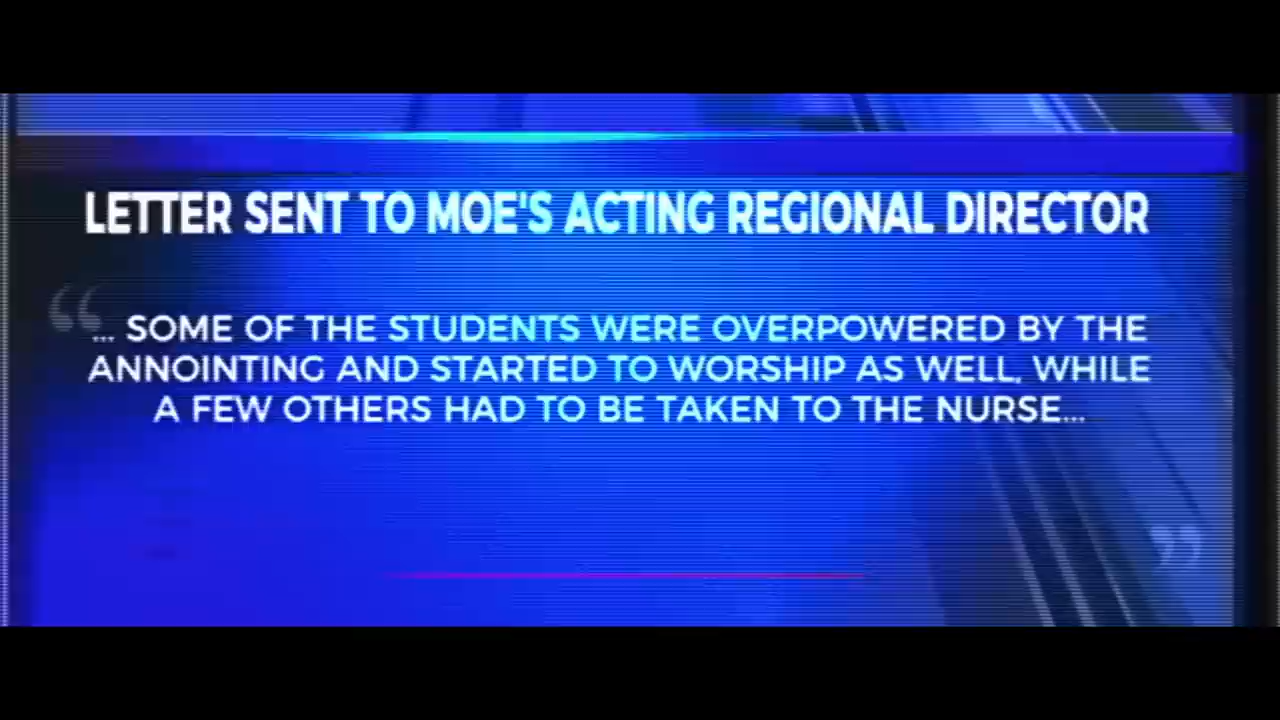 LETTER SENT TO MOE'S ACTING REGIONAL DIRECTOR
“... SOME OF THE STUDENTS WERE OVERPOWERED BY THE
ANNOINTING AND STARTED TO WORSHIP AS WELL, WHILE
A FEW OTHERS HAD TO BE TAKEN TO THE NURSE...
”